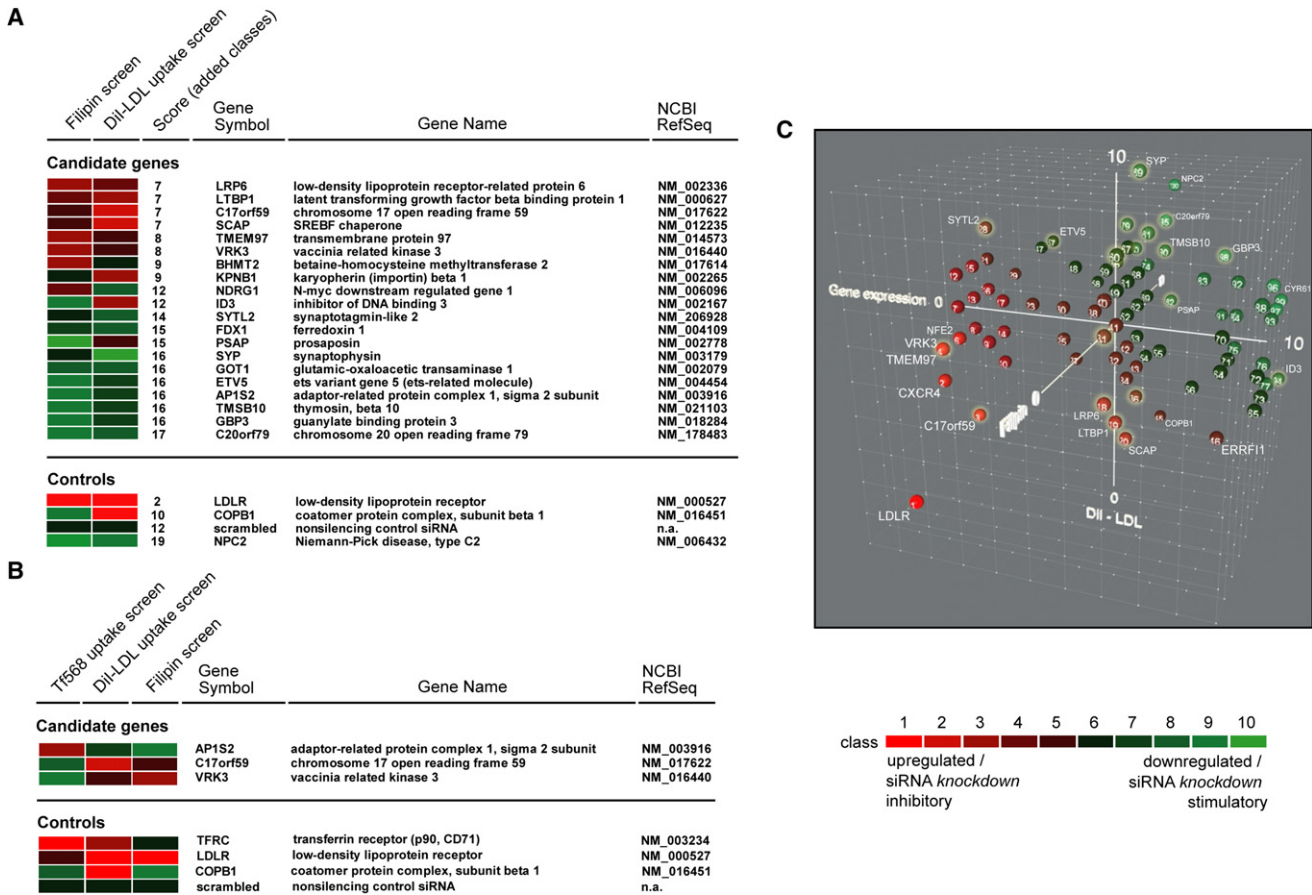 A
Filipin screen
DiI-LDL uptake screen
Score (added classes)
Gene Symbol
Gene Name
NCBI RefSeq
Candidate genes
7 LRP6 low-density lipoprotein receptor-related protein 6 NM_002336
7 LTBP1 latent transforming growth factor beta binding protein 1 NM_000627
7 C17orf59 chromosome 17 open reading frame 59 NM_017622
7 SCAP SREBF chaperone NM_012235
8 TMEM97 transmembrane protein 97 NM_014573
8 VRK3 vaccinia related kinase 3 NM_016440
9 BHMT2 betaine-homocysteine methyltransferase 2 NM_017614
9 KPNB1 karyopherin (importin) beta 1 NM_002265
12 NDRG1 N-myc downstream regulated gene 1 NM_006096
12 ID3 inhibitor of DNA binding 3 NM_002167
14 SYTL2 synaptotagmin-like 2 NM_206928
15 FDX1 ferredoxin 1 NM_004109
15 PSAP prosaposin NM_002778
16 SYP synaptophysin NM_003179
16 GOT1 glutamic-oxaloacetic transaminase 1 NM_002079
16 ETV5 ets variant gene 5 (ets-related molecule) NM_004454
16 AP1S2 adaptor-related protein complex 1, sigma 2 subunit NM_003916
16 TMSB10 thymosin, beta 10 NM_021103
16 GBP3 guanylate binding protein 3 NM_018284
17 C20orf79 chromosome 20 open reading frame 79 NM_178483
Controls
2 LDLR low-density lipoprotein receptor NM_000527
10 COPB1 coatomer protein complex, subunit beta 1 NM_016451
12 scrambled nonsilencing control siRNA n.a.
19 NPC2 Niemann-Pick disease, type C2 NM_006432
B
Tf568 uptake screen
DiI-LDL uptake screen
Filipin screen
Gene Symbol
Gene Name
NCBI RefSeq
Candidate genes
AP1S2 adaptor-related protein complex 1, sigma 2 subunit NM_003916
C17orf59 chromosome 17 open reading frame 59 NM_017622
VRK3 vaccinia related kinase 3 NM_016440
Controls
TFRC transferrin receptor (p90, CD71) NM_003234
LDLR low-density lipoprotein receptor NM_000527
COPB1 coatomer protein complex, subunit beta 1 NM_016451
scrambled nonsilencing control siRNA n.a.
C
10
SYP
NPC2
SYTL2
ETV5
C20orf79
TMSB10
GBP3
CYR61
Gene expression
0
PSAP
NFE2
VRK3
TMEM97
10
ID3
CXCR4
C17orf59
0
LRP6
LTBP1
COPB1
SCAP
ERRFI1
0
DiI - LDL
LDLR
1 2 3 4 5 6 7 8 9 10
class
upregulated /
siRNA knockdown
inhibitory
downregulated /
siRNA knockdown
stimulatory